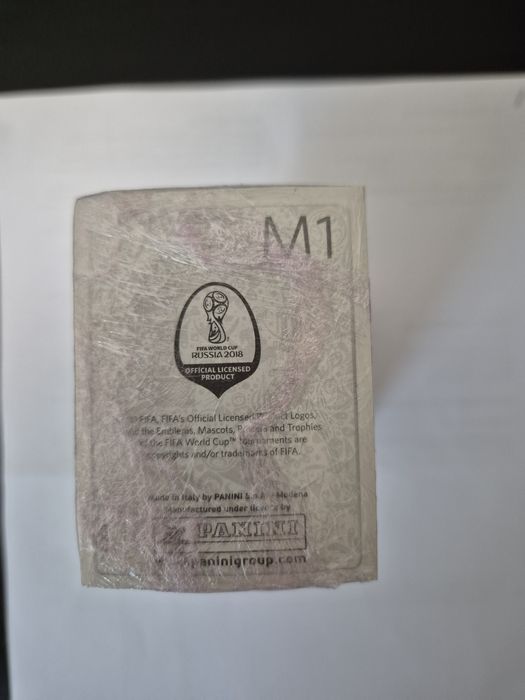 M1
FIFA WORLD CUP
RUSSIA 2018
OFFICIAL LICENSED
PRODUCT
FIFA, FIFA's Official Licensed Product Logos,
the Emblems, Mascots, Posters and Trophies
of the FIFA World Cup™ tournaments are
copyrights and/or trademarks of FIFA.
Made in Italy by PANINI S.p.A. - Modena
Manufactured under licence by
PANINI
www.paninigroup.com